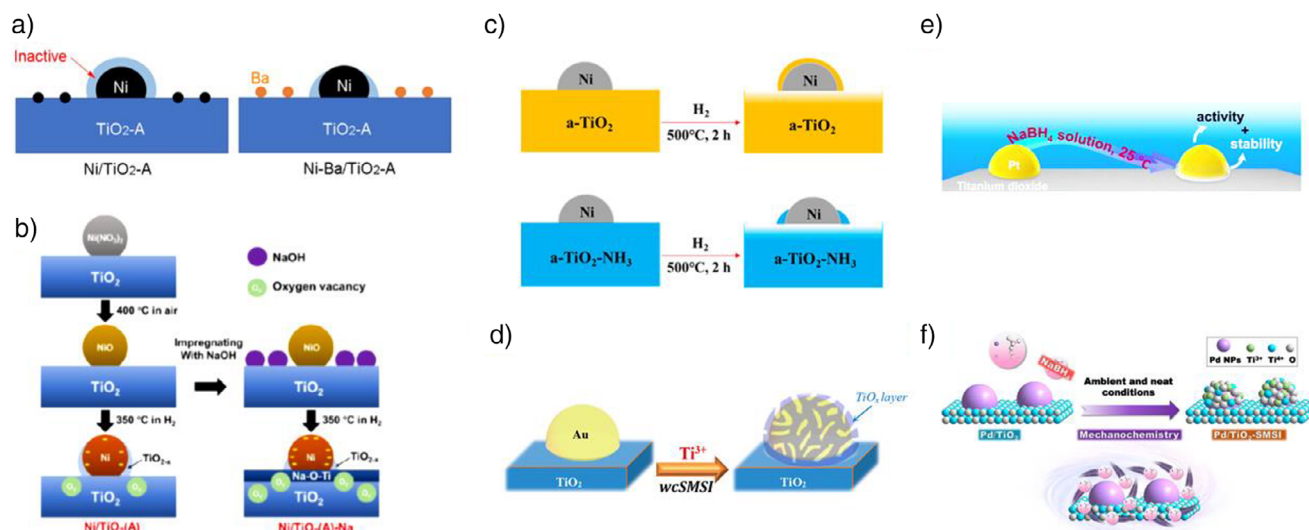 a)
Inactive
Ni
TiO2-A
Ni/TiO2-A
Ba
Ni
TiO2-A
Ni-Ba/TiO2-A
b)
Ni(NO3)2
TiO2
400 °C in air
NaOH
Oxygen vacancy
NiO
TiO2
Impregnating
With NaOH
NiO
TiO2
350 °C in H2
350 °C in H2
Ni
TiO2-x
TiO2
Ni/TiO2(A)
Ni
TiO2-x
Na-O-Ti
TiO2
Ni/TiO2(A)-Na
c)
Ni
a-TiO2
H2
500°C, 2 h
Ni
a-TiO2
Ni
a-TiO2-NH3
H2
500°C, 2 h
Ni
a-TiO2-NH3
d)
Au
TiO2
Ti3+
wcSMSI
TiOx layer
TiO2
e)
NaBH4 solution, 25 °C
Pt
Titanium dioxide
activity
+
stability
f)
NaBH4
Pd/TiO2
Ambient and neat
conditions
Mechanochemistry
Pd NPs Ti3+ Ti4+ O
Pd/TiO2-SMSI